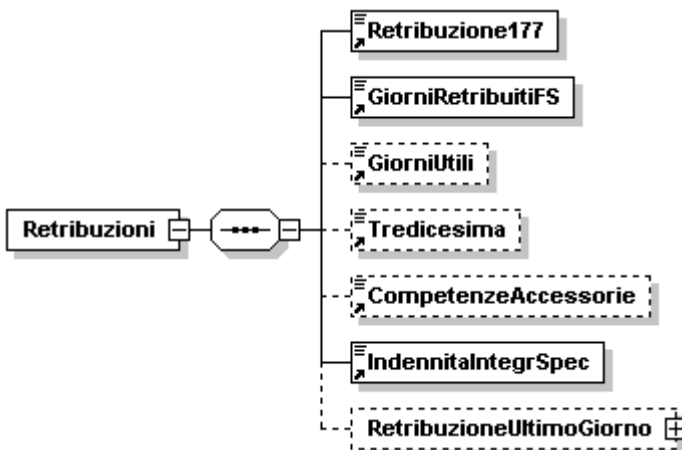 Retribuzione177
GiorniRetribuitiFS
GiorniUtili
Retribuzioni
Tredicesima
CompetenzeAccessorie
IndennitaIntegrSpec
RetribuzioneUltimoGiorno